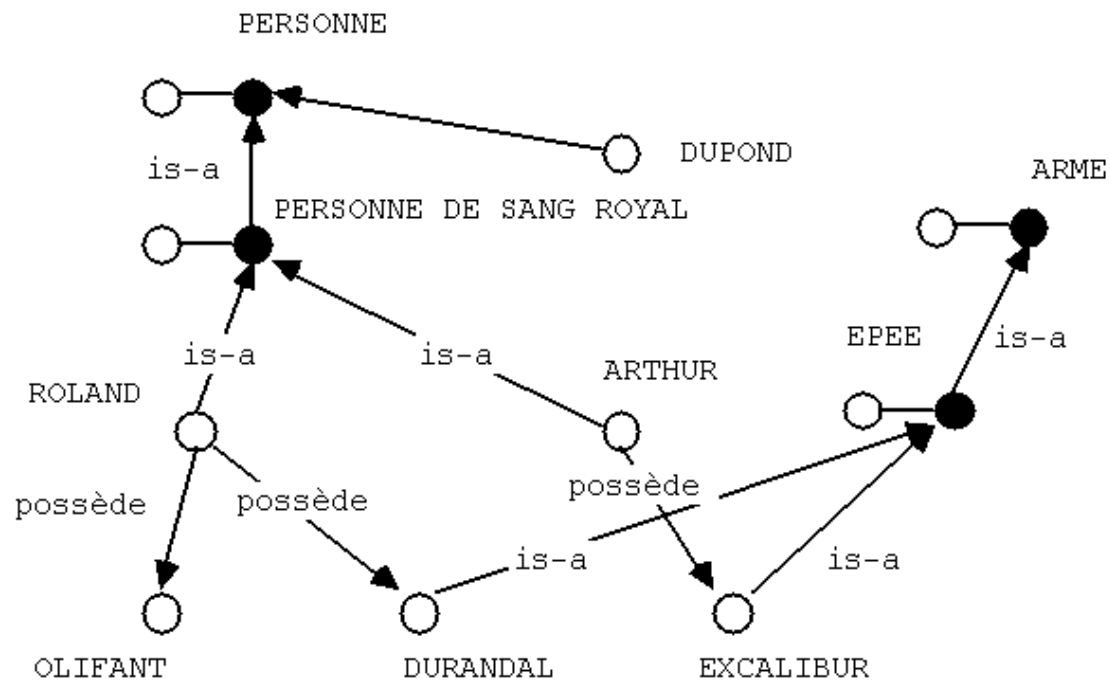 PERSONNE
DUPOND
is-a
ARME
PERSONNE DE SANG ROYAL
EPEE
is-a
is-a
is-a
ARTHUR
ROLAND
possède
possède
possède
is-a
is-a
OLIFANT
DURANDAL
EXCALIBUR